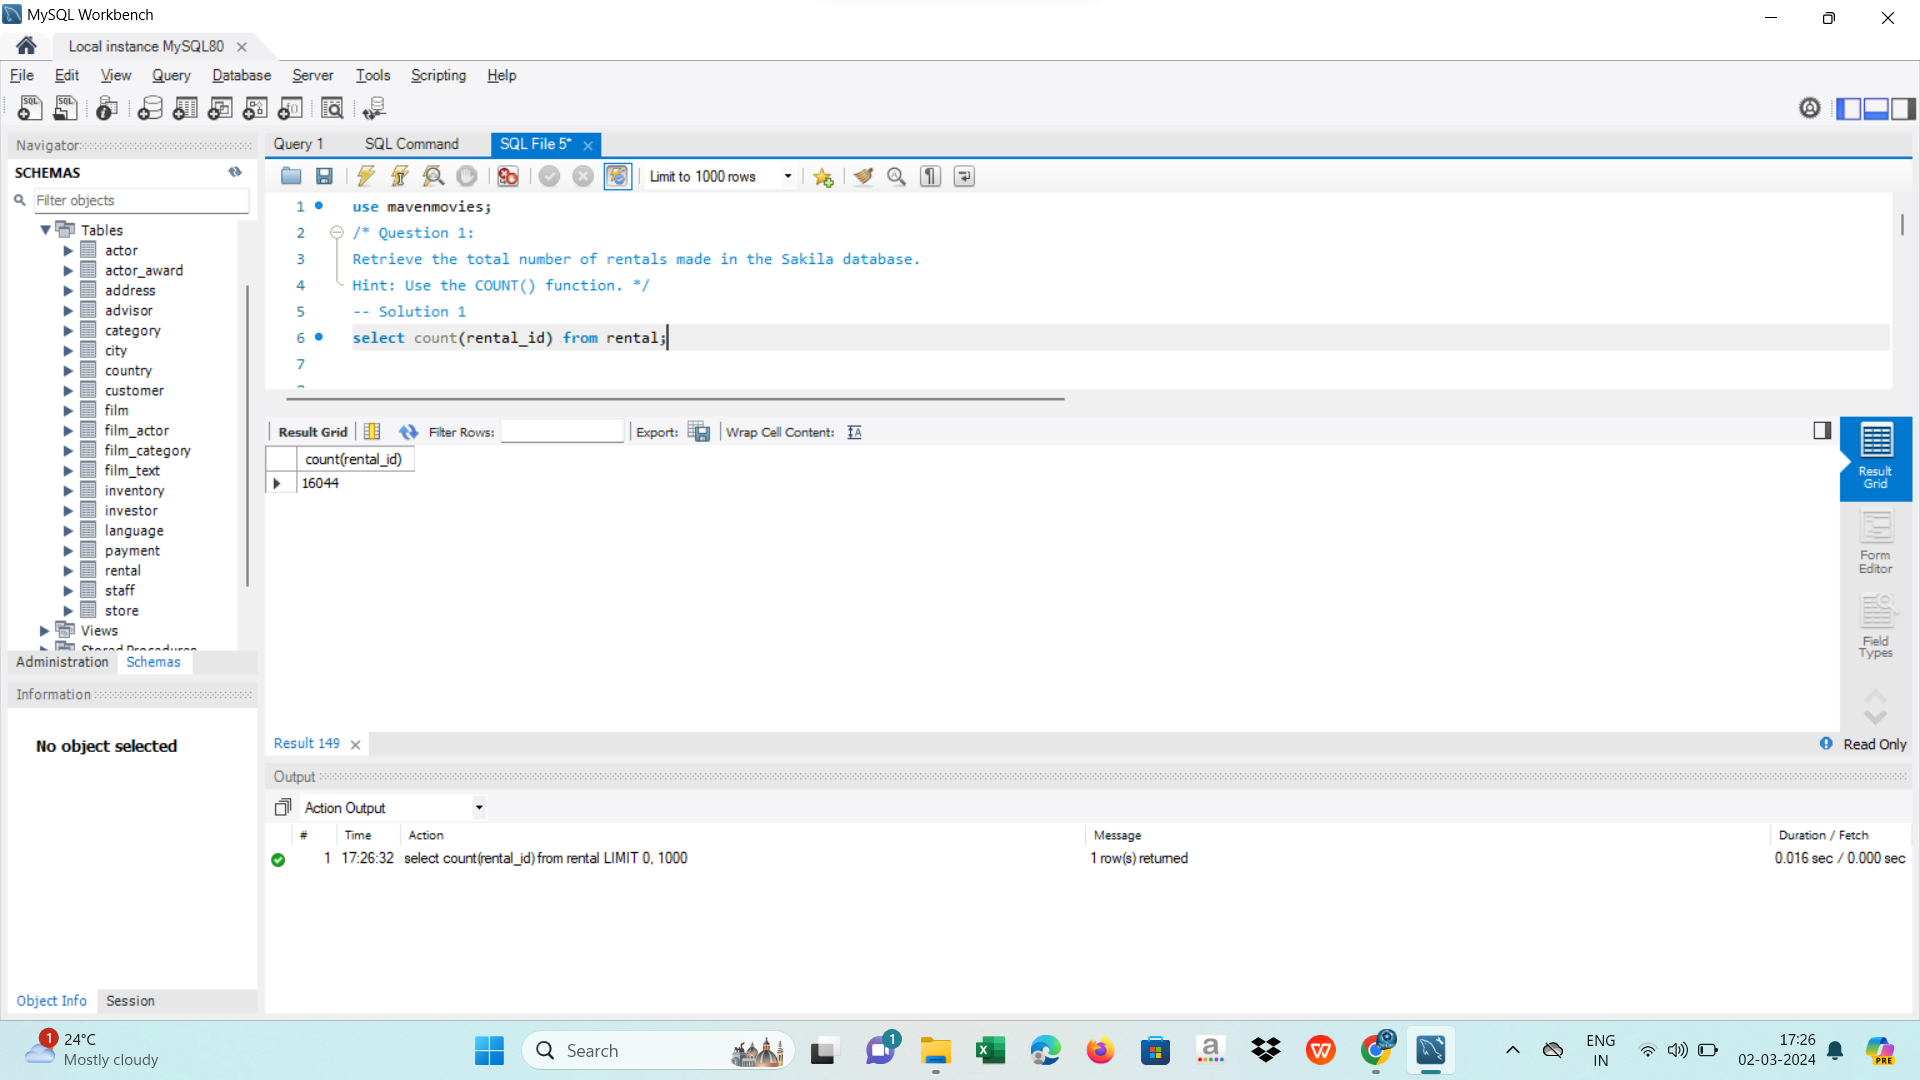 MySQL Workbench
Local instance MySQL80
File Edit View Query Database Server Tools Scripting Help
Navigator
SCHEMAS
Filter objects
Tables
actor
actor_award
address
advisor
category
city
country
customer
film
film_actor
film_category
film_text
inventory
investor
language
payment
rental
staff
store
Views
Stored Procedures
Administration Schemas
Information
No object selected
Object Info Session
Query 1 SQL Command SQL File 5*
Limit to 1000 rows
1 use mavenmovies;
2 /* Question 1:
3 Retrieve the total number of rentals made in the Sakila database.
4 Hint: Use the COUNT() function. */
5 -- Solution 1
6 select count(rental_id) from rental;
7
Result Grid Filter Rows: Export: Wrap Cell Content:
count(rental_id)
16044
Result
Grid
Form
Editor
Field
Types
Result 149
Read Only
Output
Action Output
# Time Action Message Duration / Fetch
1 17:26:32 select count(rental_id) from rental LIMIT 0, 1000 1 row(s) returned 0.016 sec / 0.000 sec
1 24°C
Mostly cloudy
Search
1
ENG
IN
17:26
02-03-2024
PRE